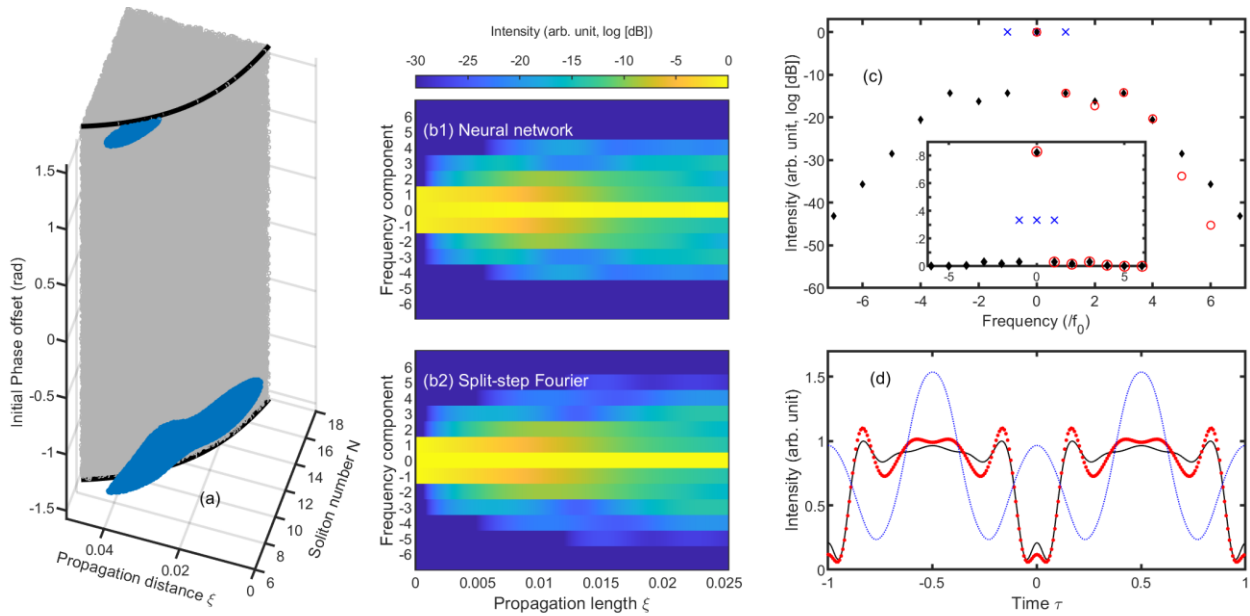 Initial Phase offset (rad)
1.5
1
0.5
0
-0.5
-1
-1.5
(a)
0.04
0.02
0
Propagation distance ξ
6
8
10
12
14
16
18
Soliton number N
Intensity (arb. unit, log [dB])
-30 -25 -20 -15 -10 -5 0
(b1) Neural network
Frequency component
6
5
4
3
2
1
0
-1
-2
-3
-4
-5
-6
(b2) Split-step Fourier
Frequency component
6
5
4
3
2
1
0
-1
-2
-3
-4
-5
-6
0 0.005 0.01 0.015 0.02 0.025
Propagation length ξ
(c)
Intensity (arb. unit, log [dB])
0
-10
-20
-30
-40
-50
-60
.8
.6
.4
.2
0
-5 0 5
-6 -4 -2 0 2 4 6
Frequency (/f0)
(d)
Intensity (arb. unit)
1.5
1
0.5
0
-1 -0.5 0 0.5 1
Time τ